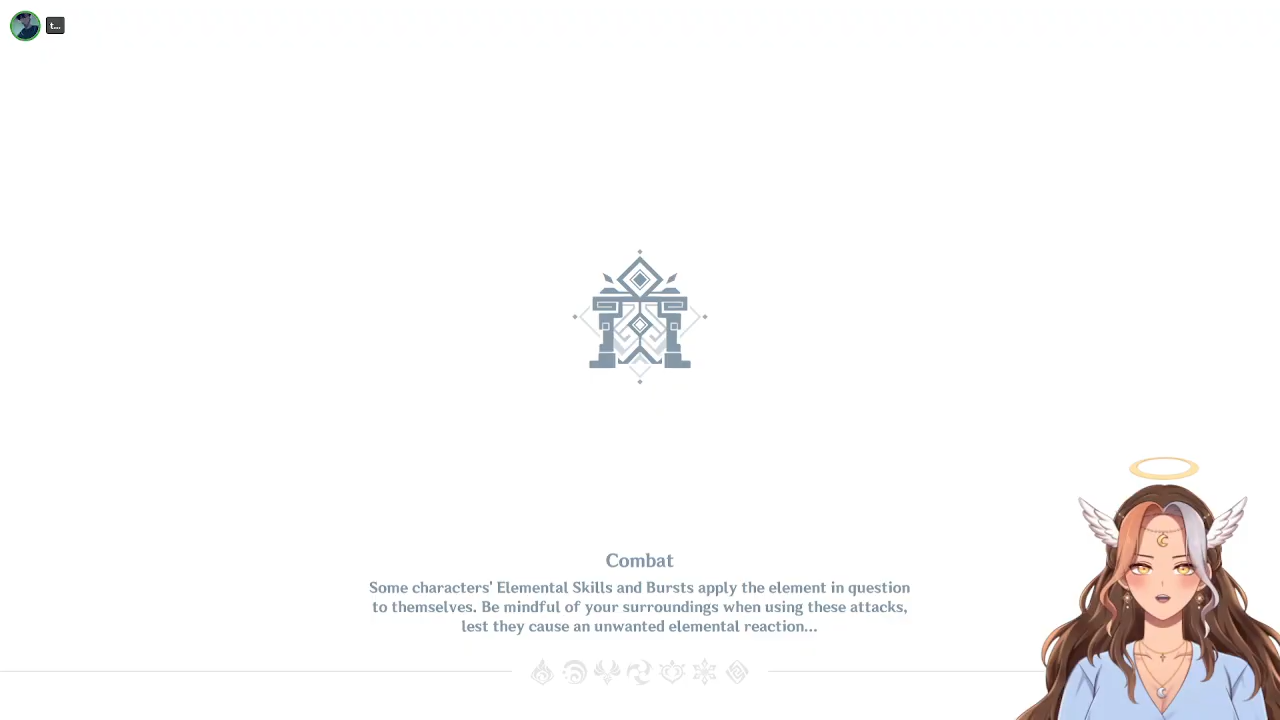 t...
Combat
Some characters' Elemental Skills and Bursts apply the element in question
to themselves. Be mindful of your surroundings when using these attacks,
lest they cause an unwanted elemental reaction...